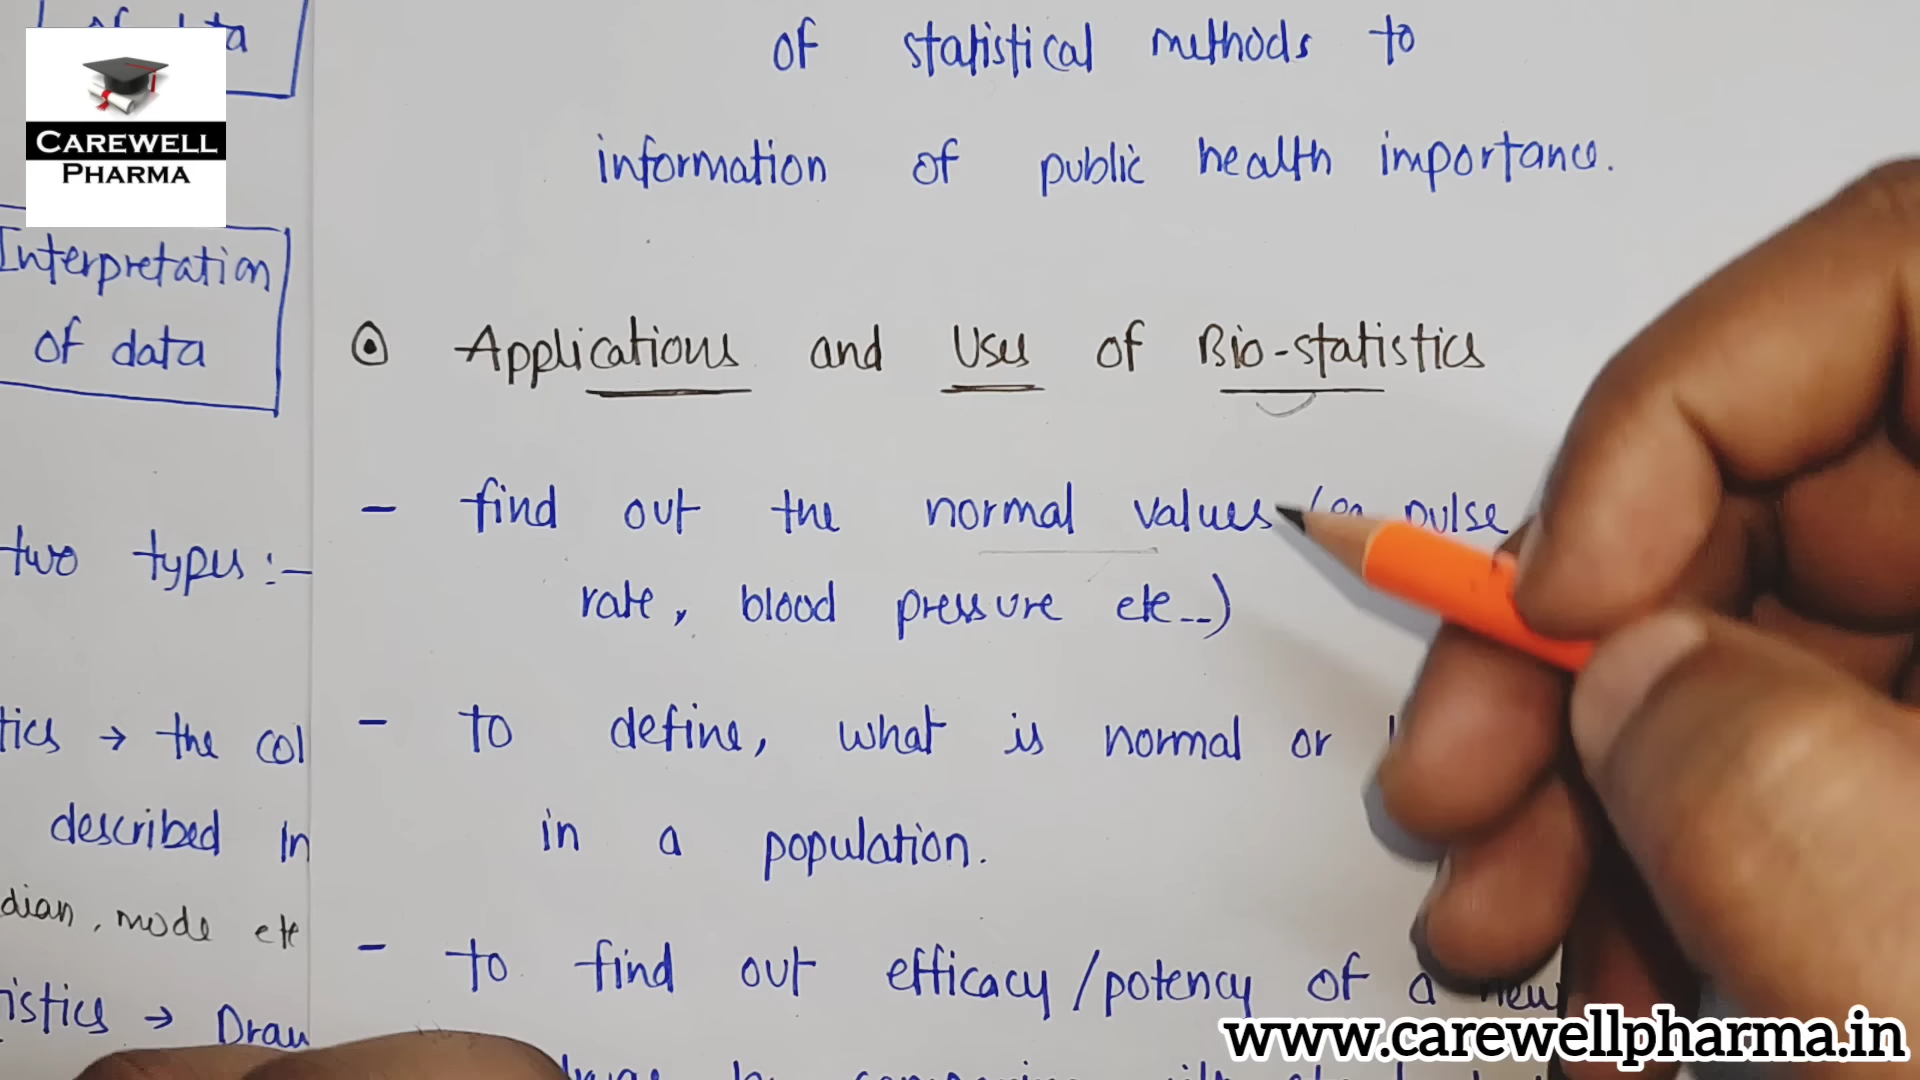 of data
CAREWELL
PHARMA
Interpretation
of data
two types :-
tics → the col
described in
dian, mode etc
istics → Draw
of statistical methods to
information of public health importance.
Applications and Uses of Bio-statistics
- find out the normal values (eg pulse
rate, blood pressure etc--)
- to define, what is normal or
in a population.
- to find out efficacy/potency of a new
www.carewellpharma.in